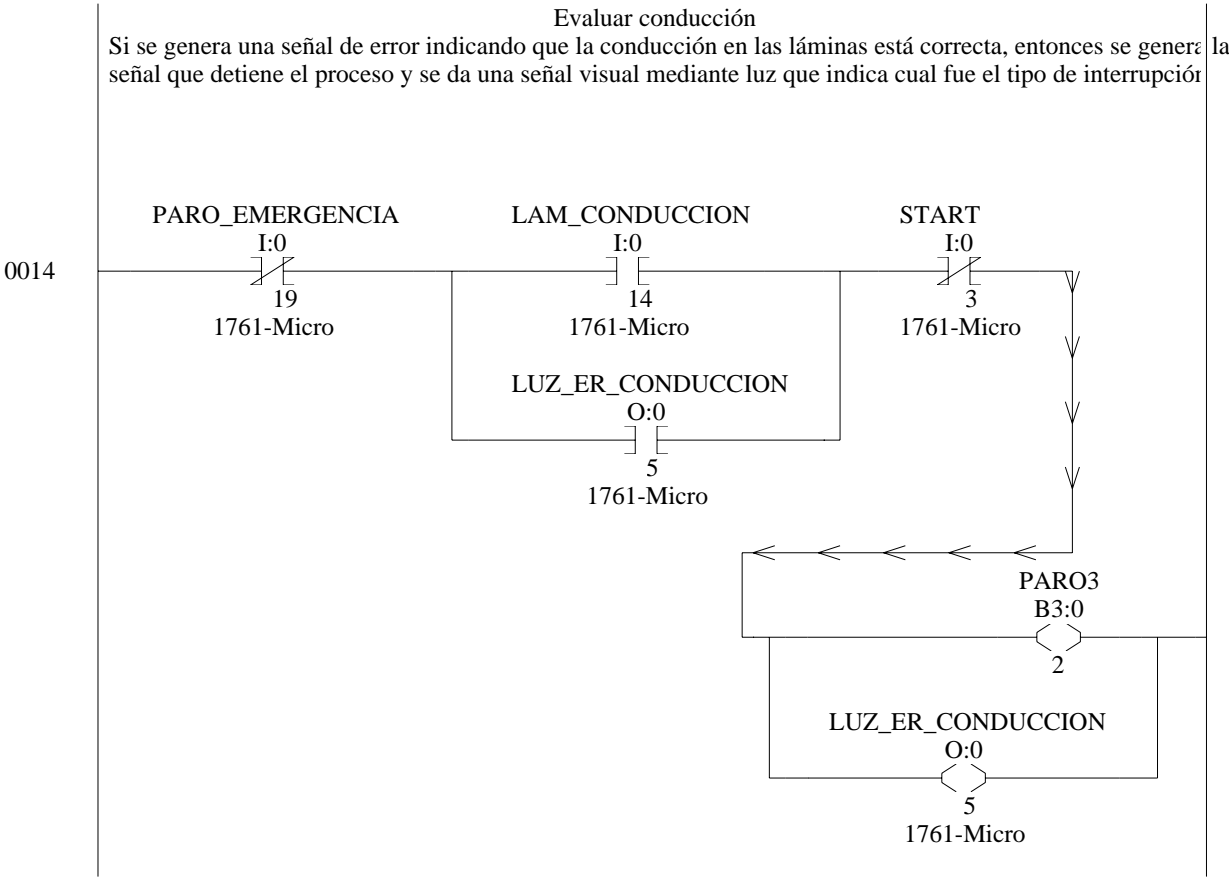 Evaluar conducción
Si se genera una señal de error indicando que la conducción en las láminas está correcta, entonces se genera la
señal que detiene el proceso y se da una señal visual mediante luz que indica cual fue el tipo de interrupción
PARO_EMERGENCIA LAM_CONDUCCION START
I:0 I:0 I:0
0014
19 14 3
1761-Micro 1761-Micro 1761-Micro
LUZ_ER_CONDUCCION
O:0
5
1761-Micro
PARO3
B3:0
2
LUZ_ER_CONDUCCION
O:0
5
1761-Micro